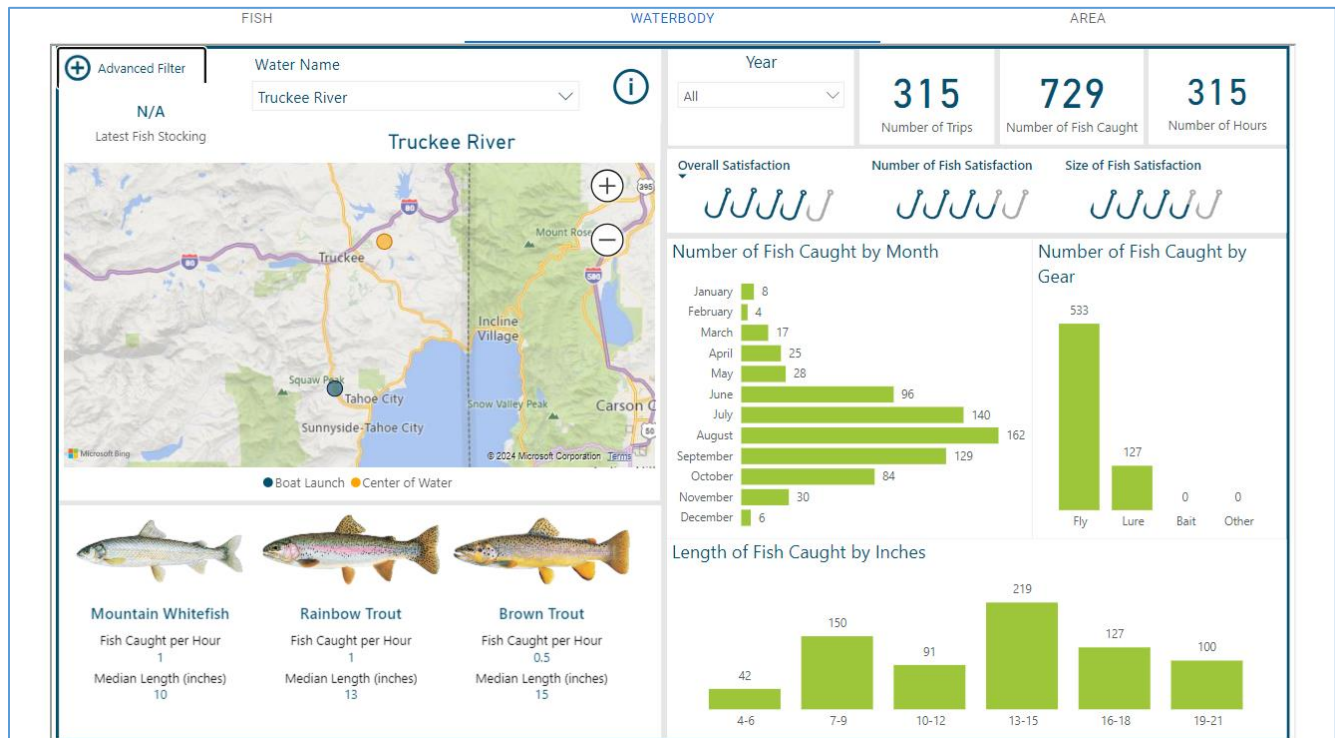 FISH
WATERBODY
AREA
Advanced Filter
N/A
Latest Fish Stocking
Water Name
Truckee River
i
Truckee River
80
395
Mount Rose
Truckee
80
580
Incline
Village
Squaw Peak
Tahoe City
Snow Valley Peak
Carson C
Sunnyside-Tahoe City
50
Microsoft Bing
© 2024 Microsoft Corporation Terms
Boat Launch
Center of Water
Mountain Whitefish
Fish Caught per Hour
1
Median Length (inches)
10
Rainbow Trout
Fish Caught per Hour
1
Median Length (inches)
13
Brown Trout
Fish Caught per Hour
0.5
Median Length (inches)
15
Year
All
315
Number of Trips
729
Number of Fish Caught
315
Number of Hours
Overall Satisfaction
Number of Fish Satisfaction
Size of Fish Satisfaction
Number of Fish Caught by Month
January 8
February 4
March 17
April 25
May 28
June 96
July 140
August 162
September 129
October 84
November 30
December 6
Number of Fish Caught by
Gear
533
127
0
0
Fly
Lure
Bait
Other
Length of Fish Caught by Inches
42
150
91
219
127
100
4-6
7-9
10-12
13-15
16-18
19-21